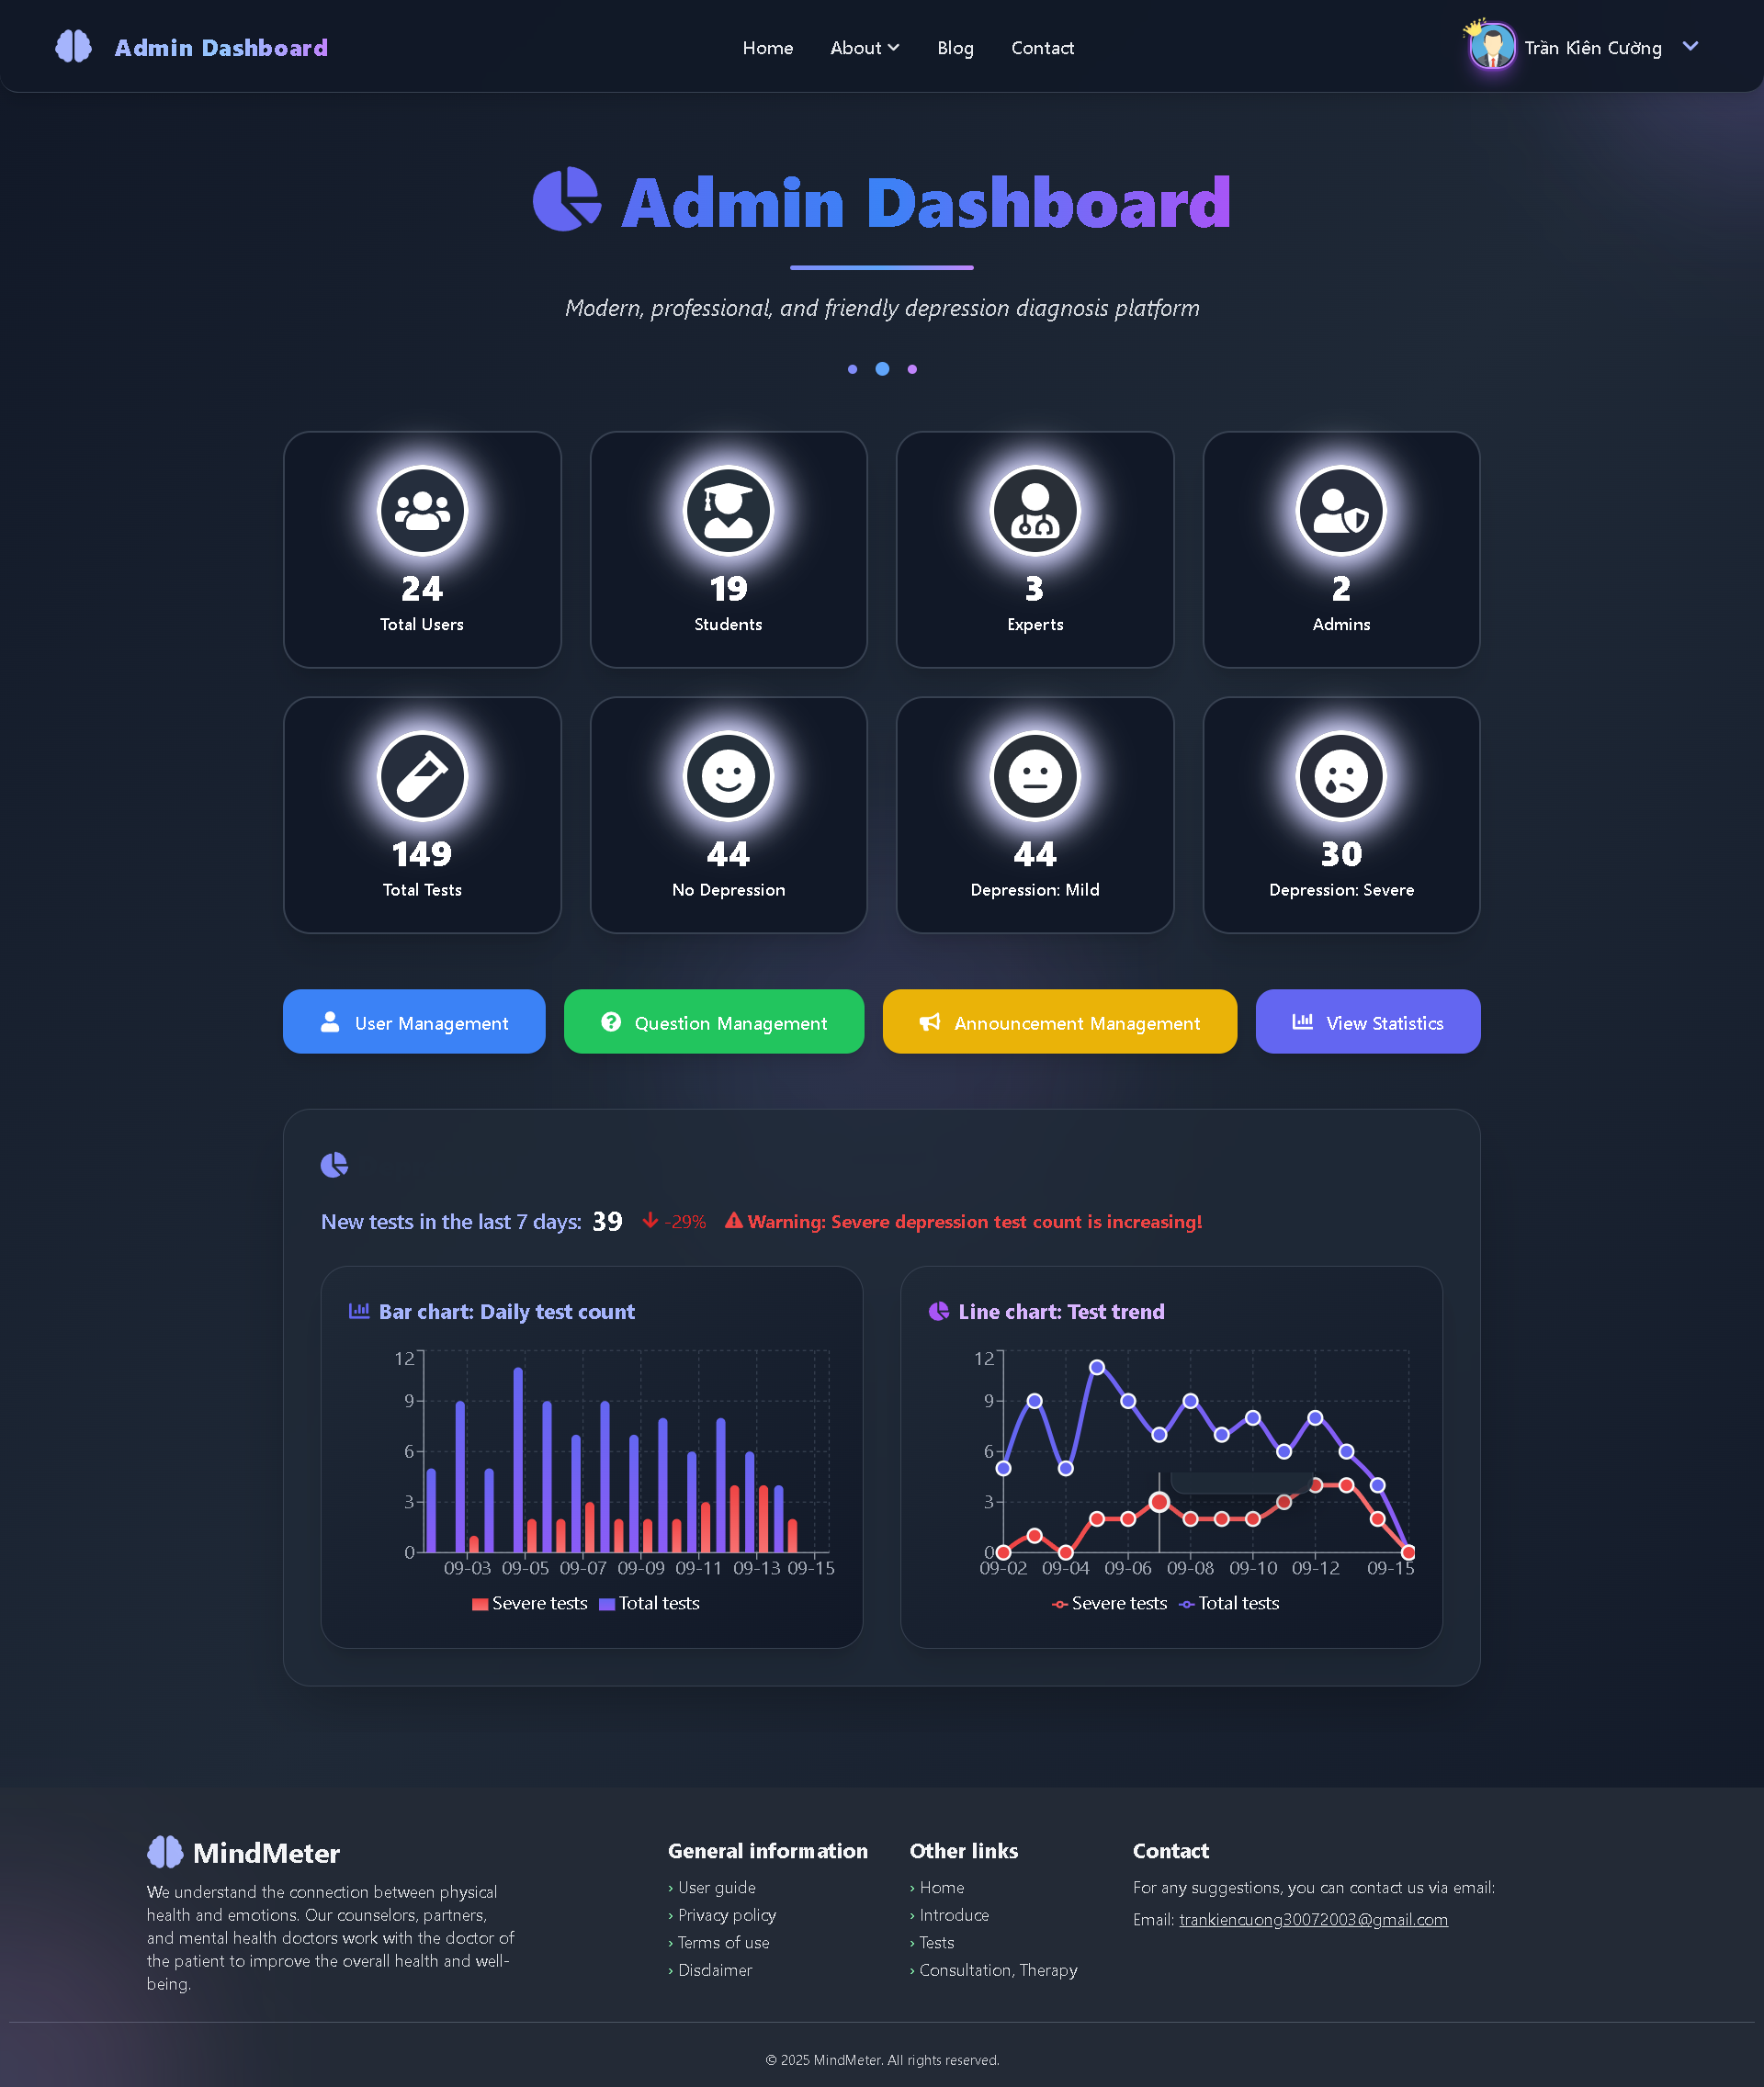 Admin Dashboard
Home
About
Blog
Contact
Trần Kiên Cường
Admin Dashboard
Modern, professional, and friendly depression diagnosis platform
24
Total Users
19
Students
3
Experts
2
Admins
149
Total Tests
44
No Depression
44
Depression: Mild
30
Depression: Severe
User Management
Question Management
Announcement Management
View Statistics
New tests in the last 7 days: 39 -29% Warning: Severe depression test count is increasing!
Bar chart: Daily test count
12
9
6
3
0
09-03 09-05 09-07 09-09 09-11 09-13 09-15
Severe tests Total tests
Line chart: Test trend
12
9
6
3
0
09-02 09-04 09-06 09-08 09-10 09-12 09-15
Severe tests Total tests
MindMeter
We understand the connection between physical
health and emotions. Our counselors, partners,
and mental health doctors work with the doctor of
the patient to improve the overall health and well-
being.
General information
› User guide
› Privacy policy
› Terms of use
› Disclaimer
Other links
› Home
› Introduce
› Tests
› Consultation, Therapy
Contact
For any suggestions, you can contact us via email:
Email: trankiencuong30072003@gmail.com
© 2025 MindMeter. All rights reserved.